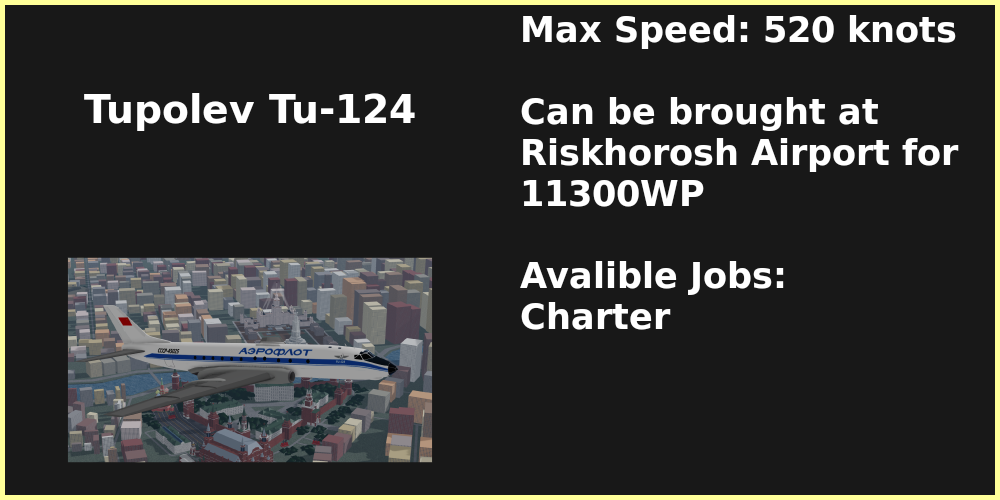 Max Speed: 520 knots
Tupolev Tu-124
Can be brought at
Riskhorosh Airport for
11300WP
Avalible Jobs:
Charter
АЭРОФЛОТ